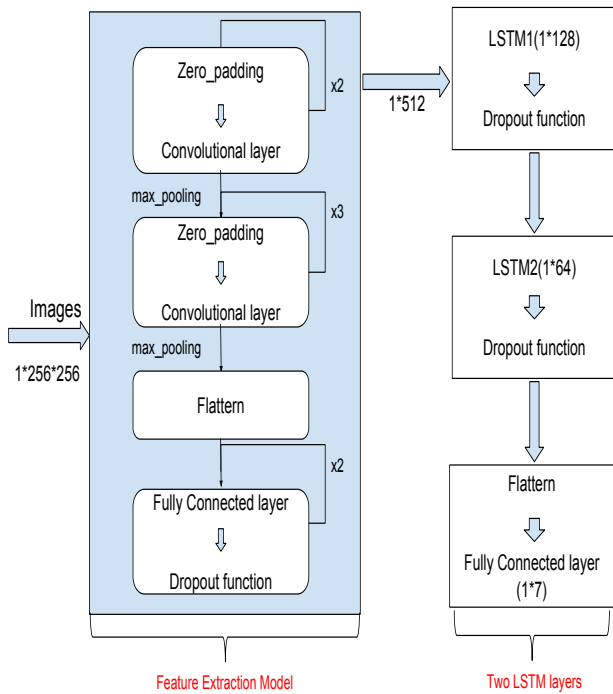 Images
1*256*256
Zero_padding
Convolutional layer
x2
max_pooling
Zero_padding
Convolutional layer
x3
max_pooling
Flattern
Fully Connected layer
Dropout function
x2
Feature Extraction Model
1*512
LSTM1(1*128)
Dropout function
LSTM2(1*64)
Dropout function
Flattern
Fully Connected layer
(1*7)
Two LSTM layers